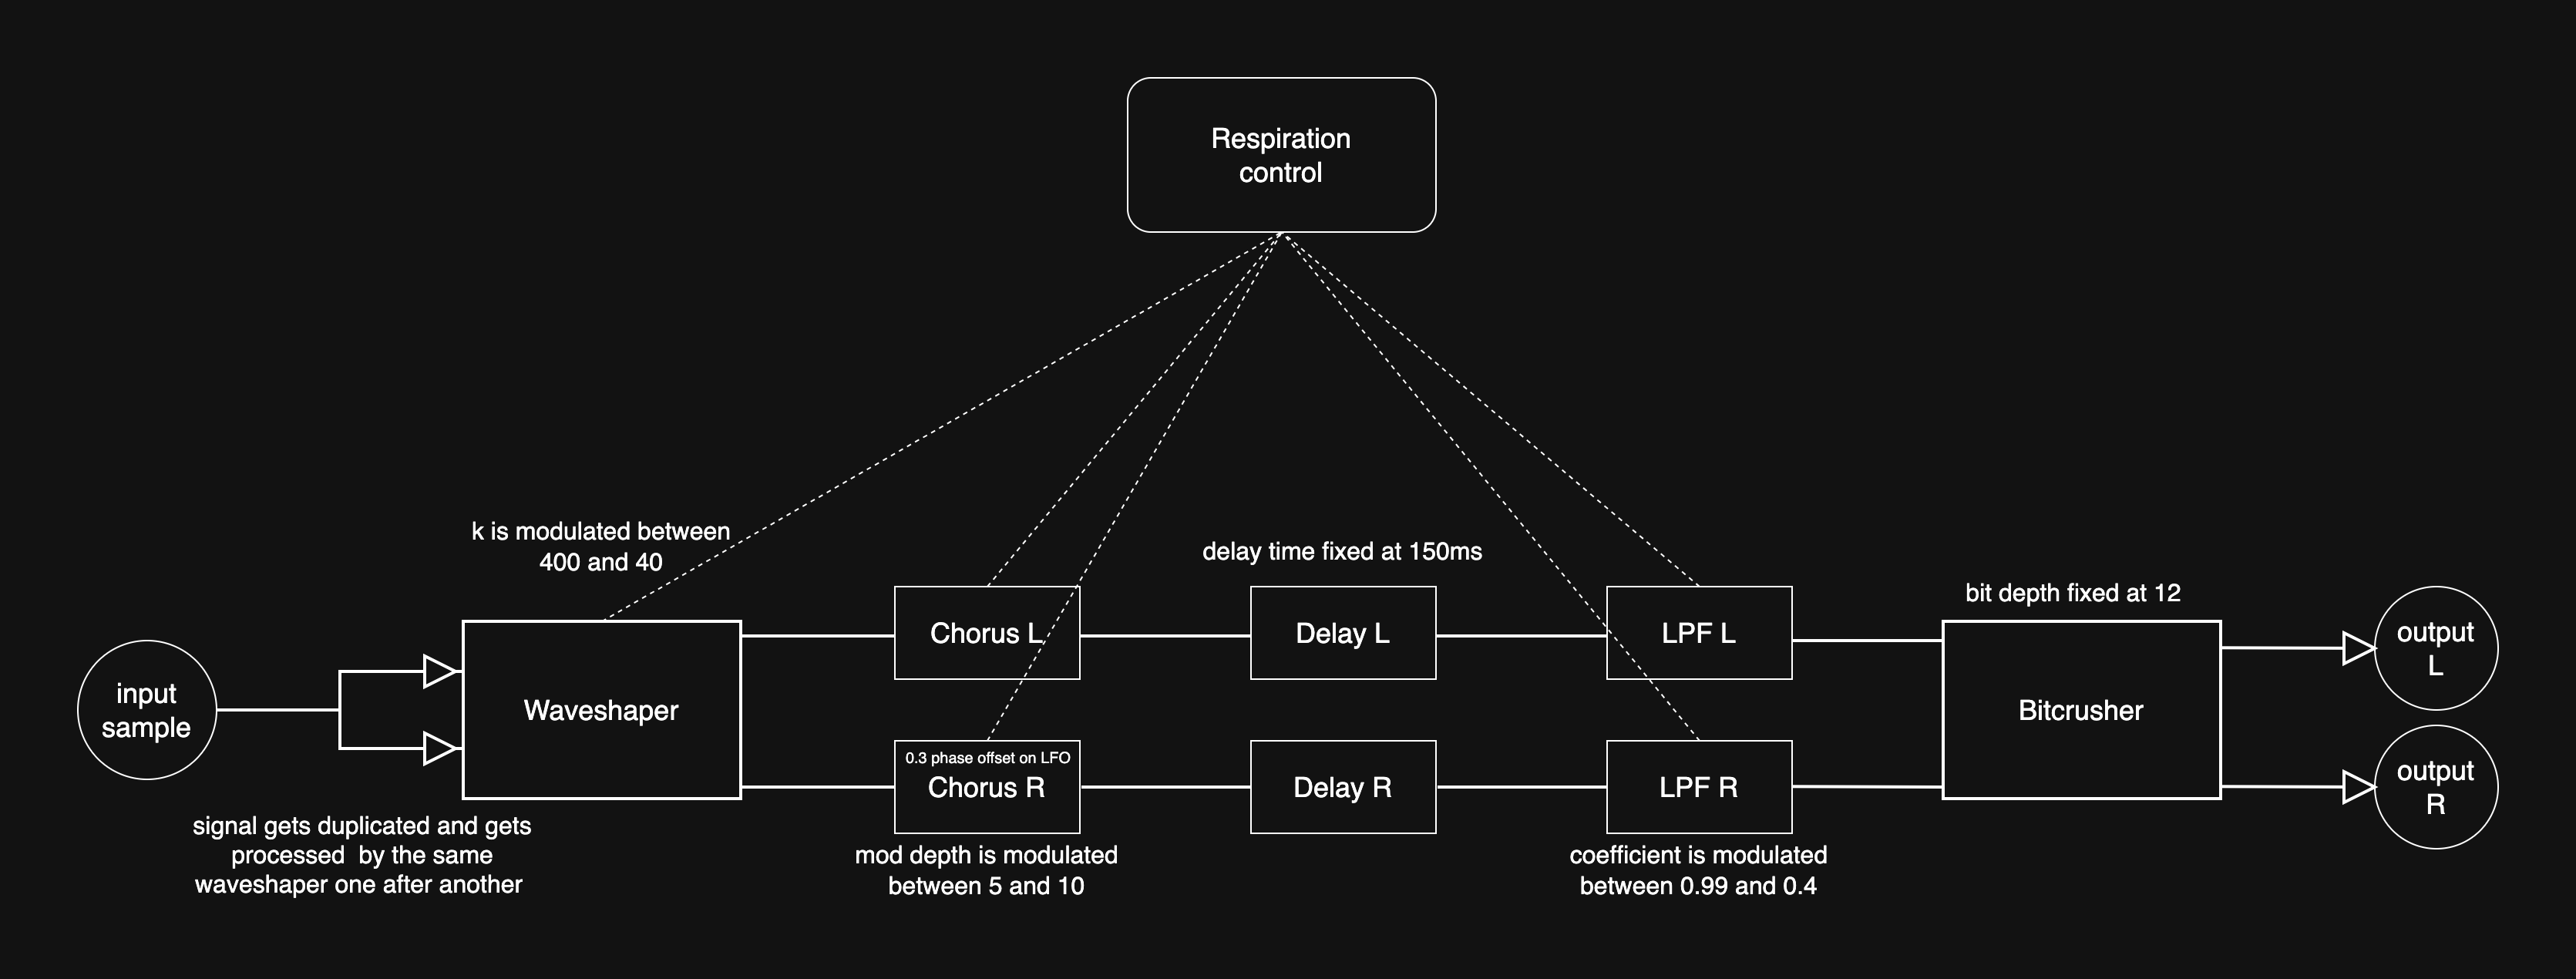 Respiration
control
k is modulated between
400 and 40
delay time fixed at 150ms
bit depth fixed at 12
input
sample
Waveshaper
Chorus L
Delay L
LPF L
Bitcrusher
output
L
0.3 phase offset on LFO
Chorus R
Delay R
LPF R
output
R
signal gets duplicated and gets
processed  by the same
waveshaper one after another
mod depth is modulated
between 5 and 10
coefficient is modulated
between 0.99 and 0.4